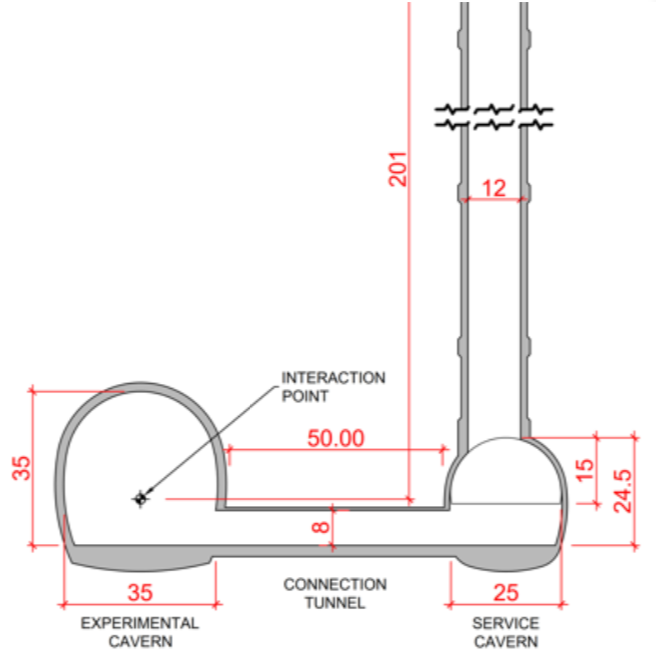 201
12
INTERACTION
POINT
50.00
35
15
24.5
8
35
CONNECTION
TUNNEL
25
EXPERIMENTAL
CAVERN
SERVICE
CAVERN